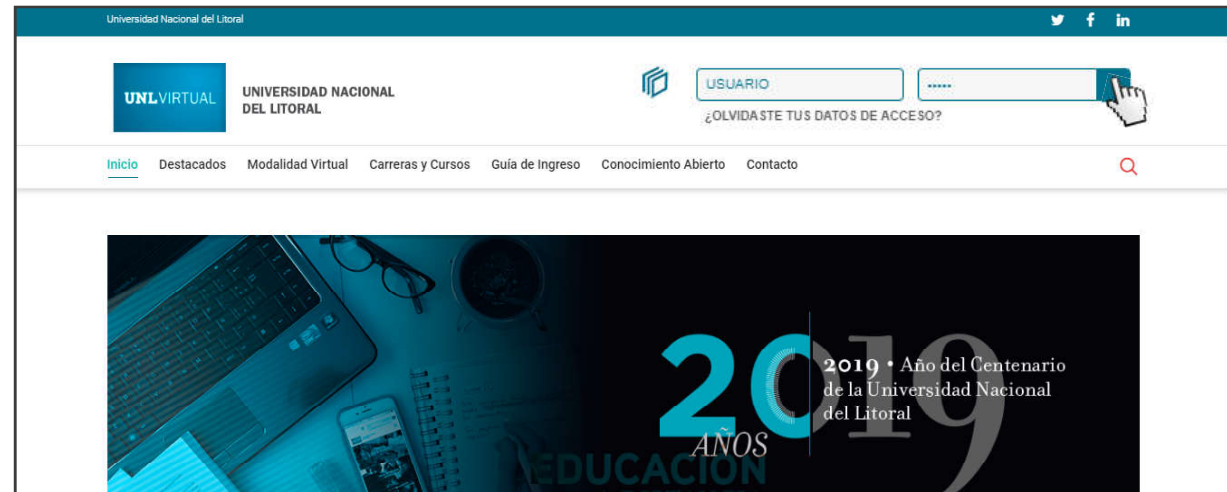 Universidad Nacional del Litoral
UNLVIRTUAL
UNIVERSIDAD NACIONAL
DEL LITORAL
USUARIO
.....
¿OLVIDASTE TUS DATOS DE ACCESO?
Inicio Destacados Modalidad Virtual Carreras y Cursos Guía de Ingreso Conocimiento Abierto Contacto
20
AÑOS
EDUCACIÓN
2019
2019 • Año del Centenario
de la Universidad Nacional
del Litoral